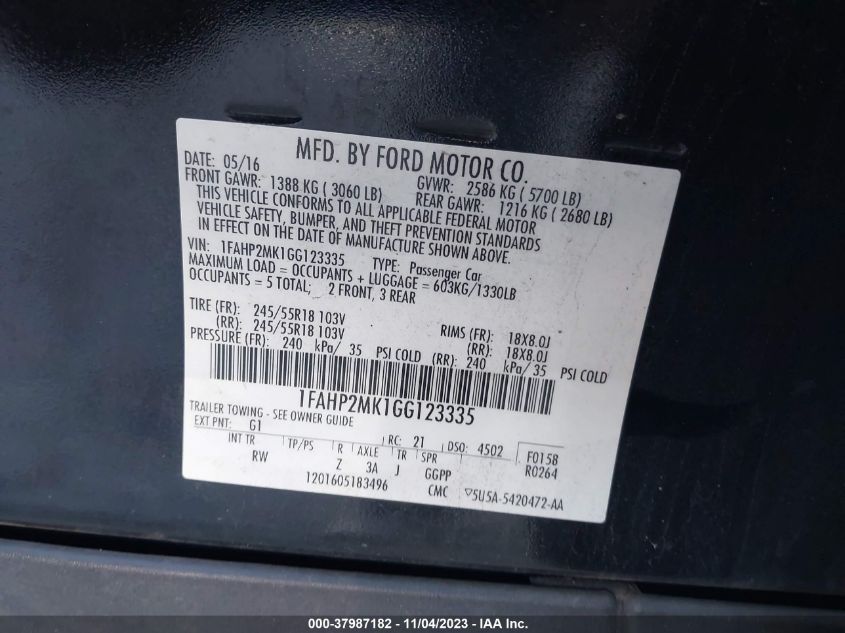 MFD. BY FORD MOTOR CO.
DATE: 05/16 GVWR: 2586 KG ( 5700 LB)
FRONT GAWR: 1388 KG ( 3060 LB) REAR GAWR: 1216 KG ( 2680 LB)
THIS VEHICLE CONFORMS TO ALL APPLICABLE FEDERAL MOTOR
VEHICLE SAFETY, BUMPER, AND THEFT PREVENTION STANDARDS
IN EFFECT ON THE DATE OF MANUFACTURE SHOWN ABOVE.
VIN: 1FAHP2MK1GG123335 TYPE: Passenger Car
MAXIMUM LOAD = OCCUPANTS + LUGGAGE = 603KG/1330LB
OCCUPANTS = 5 TOTAL; 2 FRONT, 3 REAR
TIRE (FR): 245/55R18 103V RIMS (FR): 18X8.0J
(RR): 245/55R18 103V (RR): 18X8.0J
PRESSURE (FR): 240 kPa/ 35 PSI COLD (RR): 240 kPa/ 35 PSI COLD
1FAHP2MK1GG123335
TRAILER TOWING - SEE OWNER GUIDE
EXT PNT: G1 RC: 21 DSO: 4502 F0158
INT TR TP/PS R AXLE TR SPR R0264
RW Z 3A J GGPP
1201605183496 CMC ▽5U5A-5420472-AA
000-37987182 - 11/04/2023 - IAA Inc.